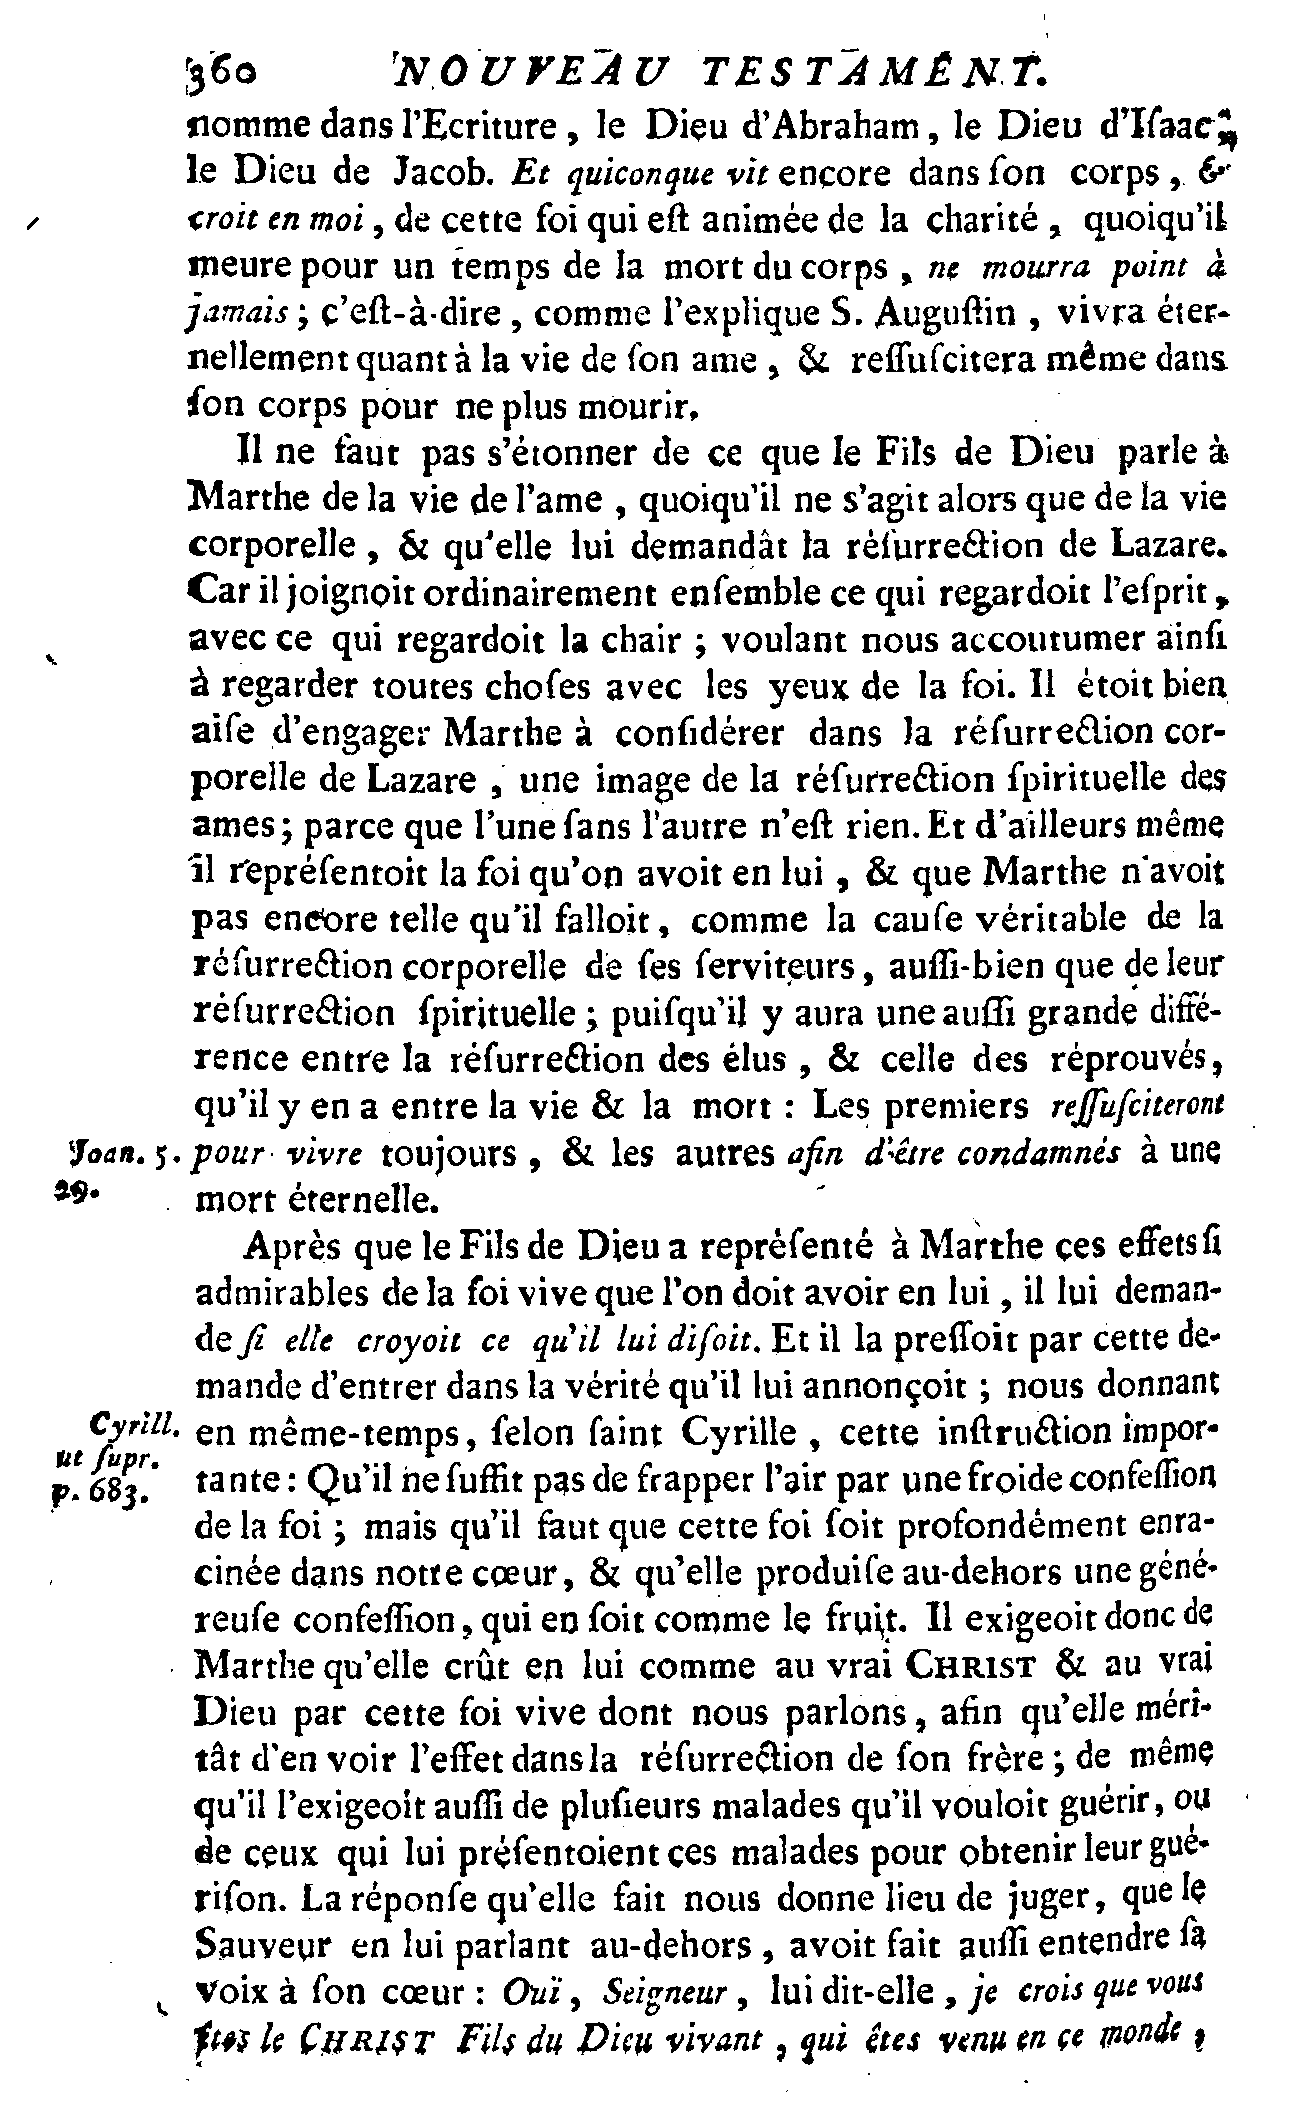 360 NOUVEAU TESTAMENT.
nomme dans l'Ecriture, le Dieu d'Abraham, le Dieu d'Iſaac,
le Dieu de Jacob. Et quiconque vit encore dans ſon corps, &
croit en moi, de cette foi qui eſt animée de la charité, quoiqu'il
meure pour un temps de la mort du corps, ne mourra point à
jamais; c'eſt-à-dire, comme l'explique S. Auguſtin, vivra éter-
nellement quant à la vie de ſon ame, & reſſuſcitera même dans
ſon corps pour ne plus mourir.
Il ne faut pas s'étonner de ce que le Fils de Dieu parle à
Marthe de la vie de l'ame, quoiqu'il ne s'agit alors que de la vie
corporelle, & qu'elle lui demandât la réſurrection de Lazare.
Car il joignoit ordinairement enſemble ce qui regardoit l'eſprit,
avec ce qui regardoit la chair; voulant nous accoutumer ainſi
à regarder toutes choſes avec les yeux de la foi. Il étoit bien
aiſe d'engager Marthe à conſidérer dans la réſurrection cor-
porelle de Lazare, une image de la réſurrection ſpirituelle des
ames; parce que l'une ſans l'autre n'eſt rien. Et d'ailleurs même
il repréſentoit la foi qu'on avoit en lui, & que Marthe n'avoit
pas encore telle qu'il falloit, comme la cauſe véritable de la
réſurrection corporelle de ſes ſerviteurs, auſſi-bien que de leur
réſurrection ſpirituelle; puiſqu'il y aura une auſſi grande diffé-
rence entre la réſurrection des élus, & celle des réprouvés,
qu'il y en a entre la vie & la mort: Les premiers reſſuſciteront
Joan. 5. pour vivre toujours, & les autres afin d'être condamnés à une
29. mort éternelle.
Après que le Fils de Dieu a repréſenté à Marthe ces effets ſi
admirables de la foi vive que l'on doit avoir en lui, il lui deman-
de ſi elle croyoit ce qu'il lui diſoit. Et il la preſſoit par cette de-
mande d'entrer dans la vérité qu'il lui annonçoit; nous donnant
Cyrill. en même-temps, ſelon ſaint Cyrille, cette inſtruction impor-
ut ſupr.
p. 683. tante: Qu'il ne ſuffit pas de frapper l'air par une froide confeſſion
de la foi; mais qu'il faut que cette foi ſoit profondément enra-
cinée dans notre cœur, & qu'elle produiſe au-dehors une géné-
reuſe confeſſion, qui en ſoit comme le fruit. Il exigeoit donc de
Marthe qu'elle crût en lui comme au vrai CHRIST & au vrai
Dieu par cette foi vive dont nous parlons, afin qu'elle méri-
tât d'en voir l'effet dans la réſurrection de ſon frère; de même
qu'il l'exigeoit auſſi de pluſieurs malades qu'il vouloit guérir, ou
de ceux qui lui préſentoient ces malades pour obtenir leur gué-
riſon. La réponſe qu'elle fait nous donne lieu de juger, que le
Sauveur en lui parlant au-dehors, avoit fait auſſi entendre ſa
voix à ſon cœur: Ouï, Seigneur, lui dit-elle, je crois que vous
êtes le CHRIST Fils du Dieu vivant, qui êtes venu en ce monde,